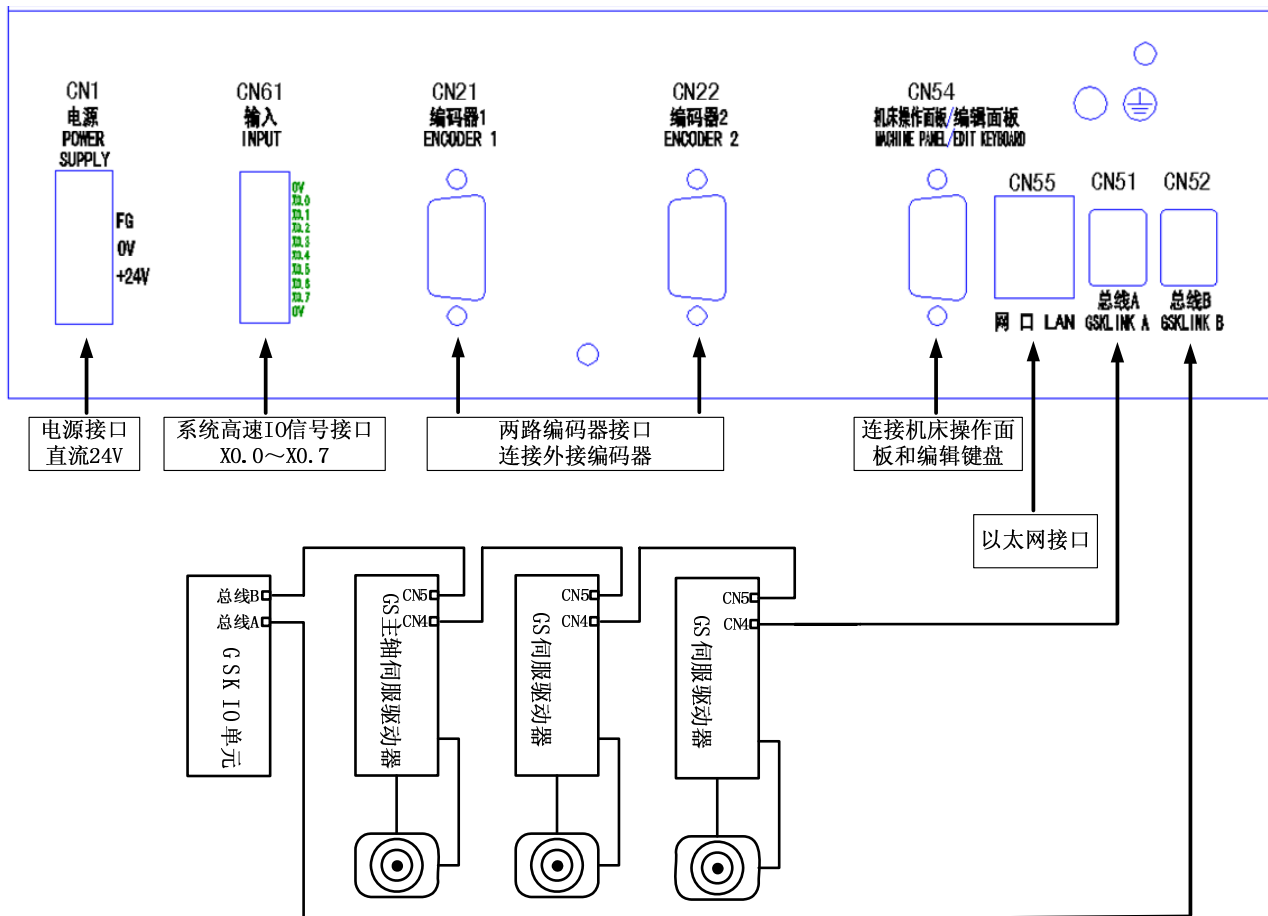 CN1
电源
POWER
SUPPLY
FG
0V
+24V
CN61
输入
INPUT
0V
X0.0
X0.1
X0.2
X0.3
X0.4
X0.5
X0.6
X0.7
0V
CN21
编码器1
ENCODER 1
CN22
编码器2
ENCODER 2
CN54
机床操作面板/编辑面板
MACHINE PANEL/EDIT KEYBOARD
CN55
网 口 LAN
CN51
总线A
GSKLINK A
CN52
总线B
GSKLINK B
电源接口
直流24V
系统高速IO信号接口
X0.0～X0.7
两路编码器接口
连接外接编码器
连接机床操作面
板和编辑键盘
以太网接口
总线B
总线A
GSK IO单元
CN5
CN4
GS主轴伺服驱动器
CN5
CN4
GS伺服驱动器
CN5
CN4
GS伺服驱动器